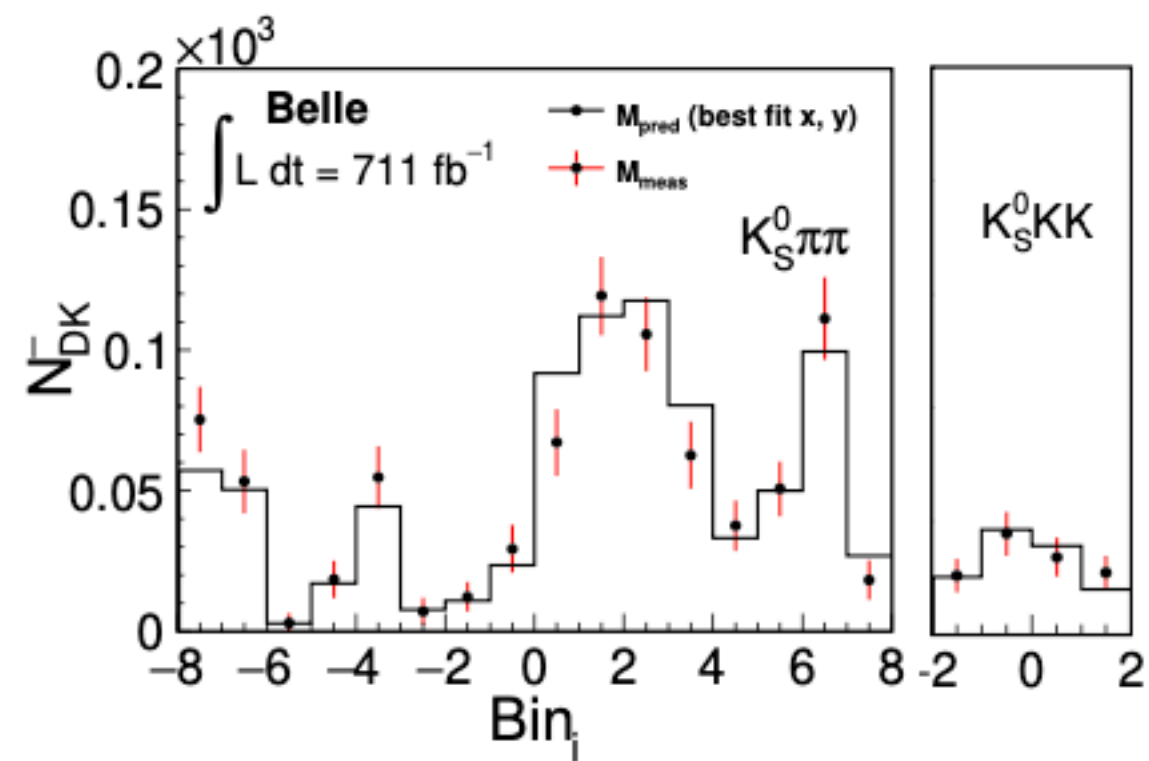 ×10³
0.2
0.15
0.1
0.05
0
N⁻DK
Belle
∫L dt = 711 fb⁻¹
M_pred (best fit x, y)
M_meas
K⁰_Sππ
−8 −6 −4 −2 0 2 4 6 8
Bin_i
K⁰_SKK
-2 0 2